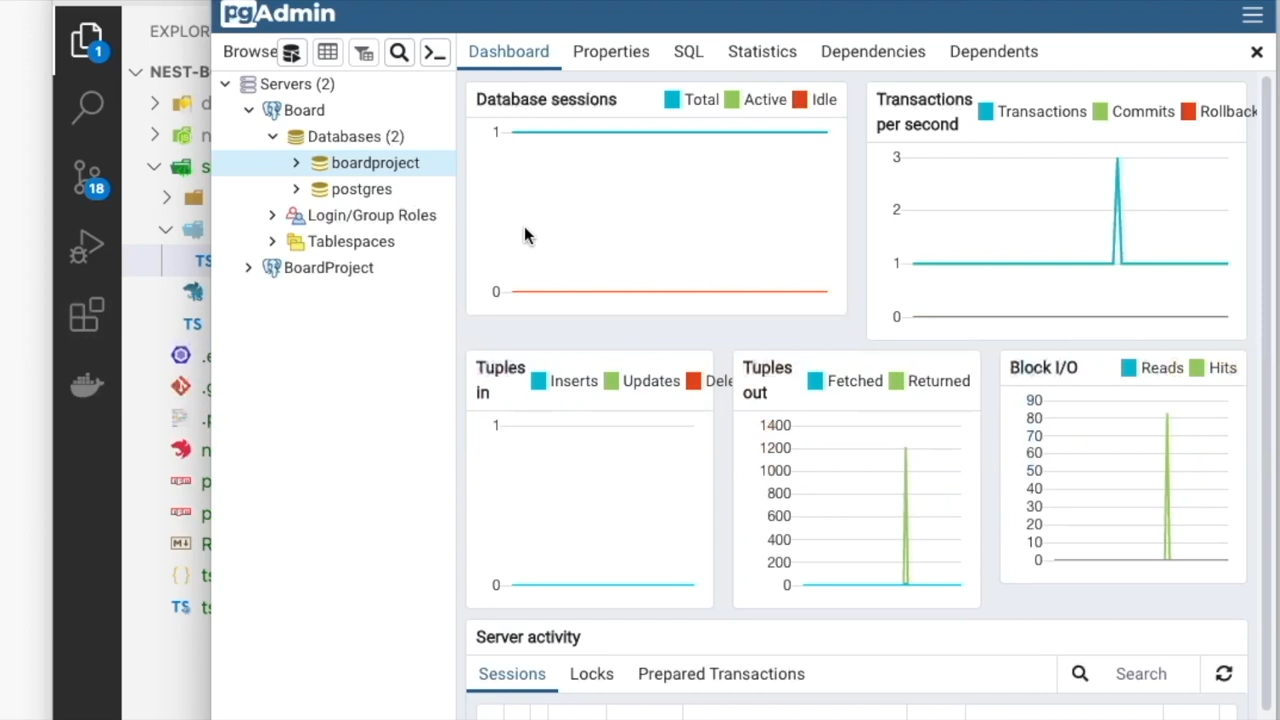 pgAdmin
EXPLOR
1
NEST-B
18
TS
TS
TS
Browse
Servers (2)
Board
Databases (2)
boardproject
postgres
Login/Group Roles
Tablespaces
BoardProject
Dashboard Properties SQL Statistics Dependencies Dependents
Database sessions Total Active Idle
1
0
Transactions per second Transactions Commits Rollback
3
2
1
0
Tuples in Inserts Updates Dele
1
0
Tuples out Fetched Returned
1400
1200
1000
800
600
400
200
0
Block I/O Reads Hits
90
80
70
60
50
40
30
20
10
0
Server activity
Sessions Locks Prepared Transactions Search